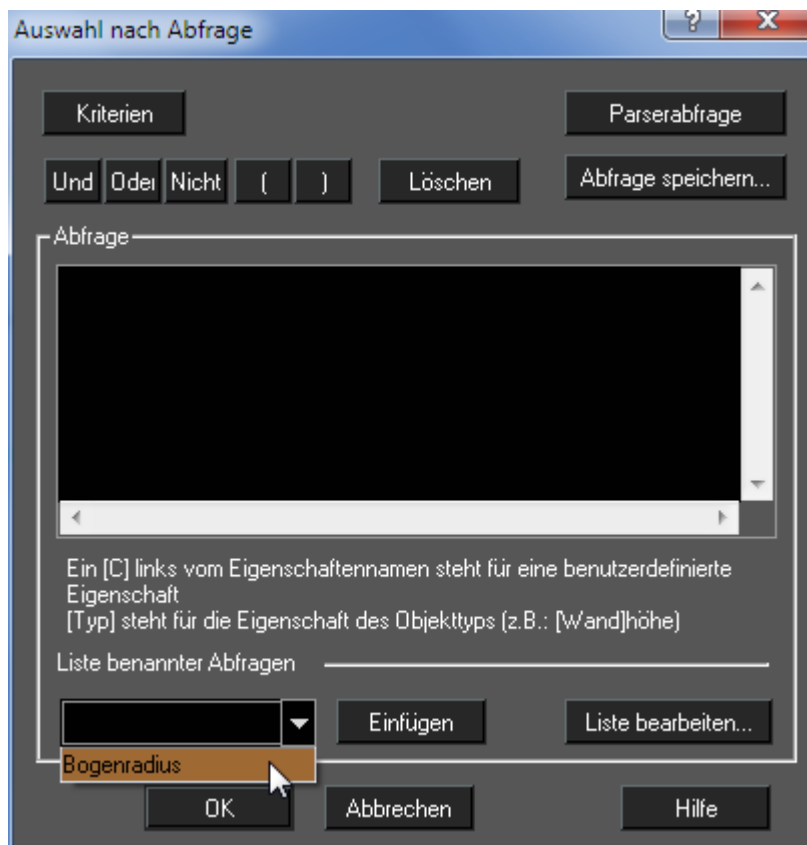 Auswahl nach Abfrage
?
Kriterien
Parserabfrage
Und Oder Nicht ( ) Löschen Abfrage speichern...
Abfrage
Ein [C] links vom Eigenschaftennamen steht für eine benutzerdefinierte
Eigenschaft
[Typ] steht für die Eigenschaft des Objekttyps (z.B.: [Wand]höhe)
Liste benannter Abfragen
Einfügen Liste bearbeiten...
Bogenradius
OK Abbrechen Hilfe